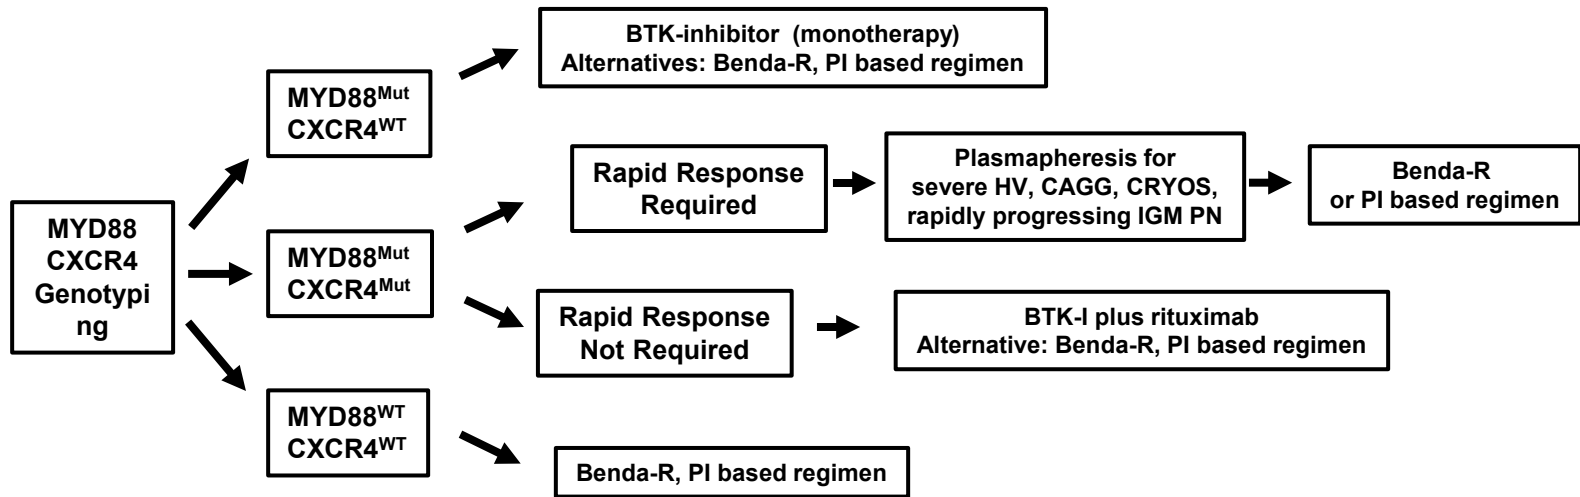 MYD88
CXCR4
Genotypi
ng
MYD88Mut
CXCR4WT
BTK-inhibitor (monotherapy)
Alternatives: Benda-R, PI based regimen
MYD88Mut
CXCR4Mut
Rapid Response
Required
Plasmapheresis for
severe HV, CAGG, CRYOS,
rapidly progressing IGM PN
Benda-R
or PI based regimen
Rapid Response
Not Required
BTK-I plus rituximab
Alternative: Benda-R, PI based regimen
MYD88WT
CXCR4WT
Benda-R, PI based regimen